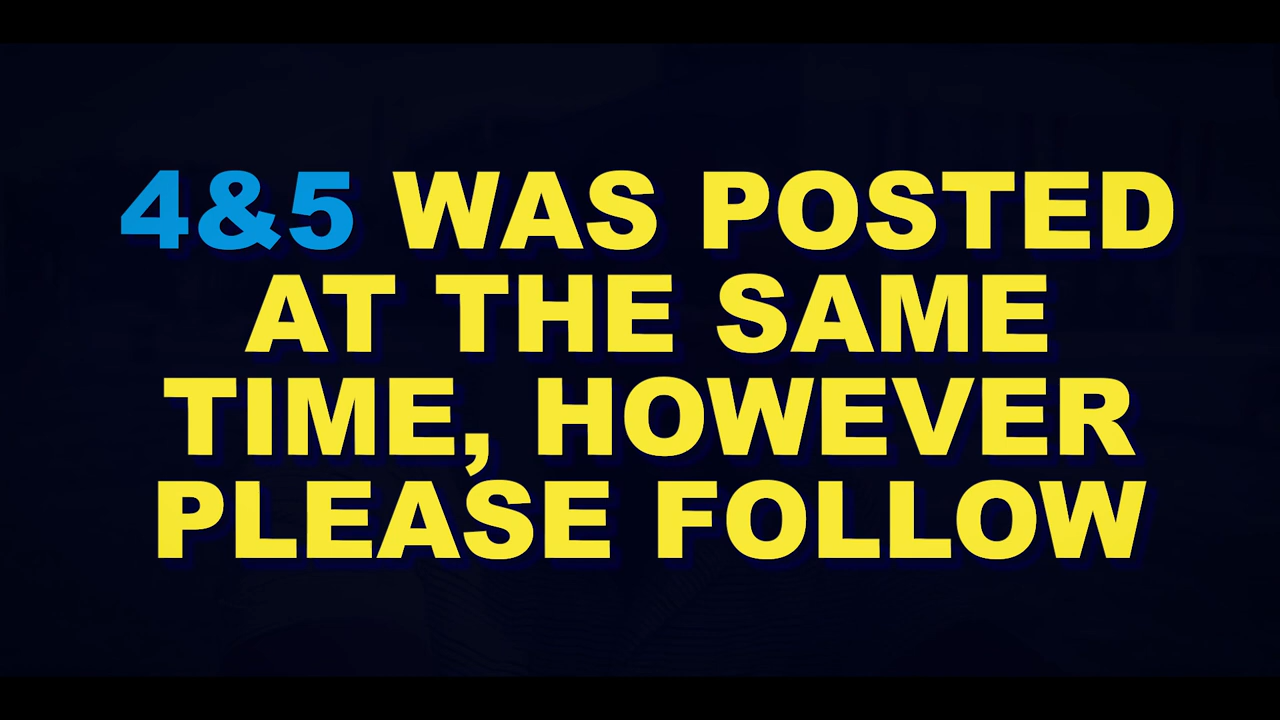 4&5 WAS POSTED
AT THE SAME
TIME, HOWEVER
PLEASE FOLLOW